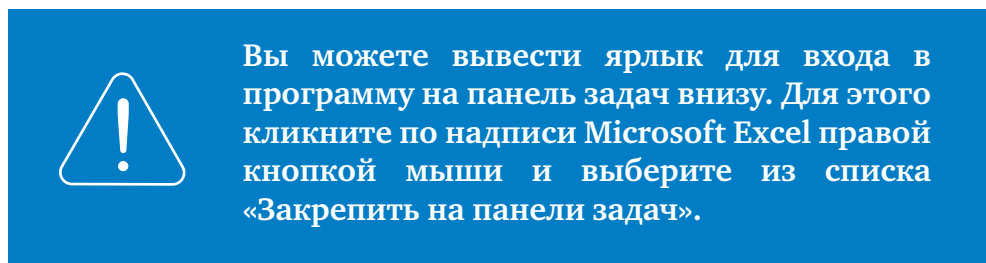 Вы можете вывести ярлык для входа в
программу на панель задач внизу. Для этого
кликните по надписи Microsoft Excel правой
кнопкой мыши и выберите из списка
«Закрепить на панели задач».